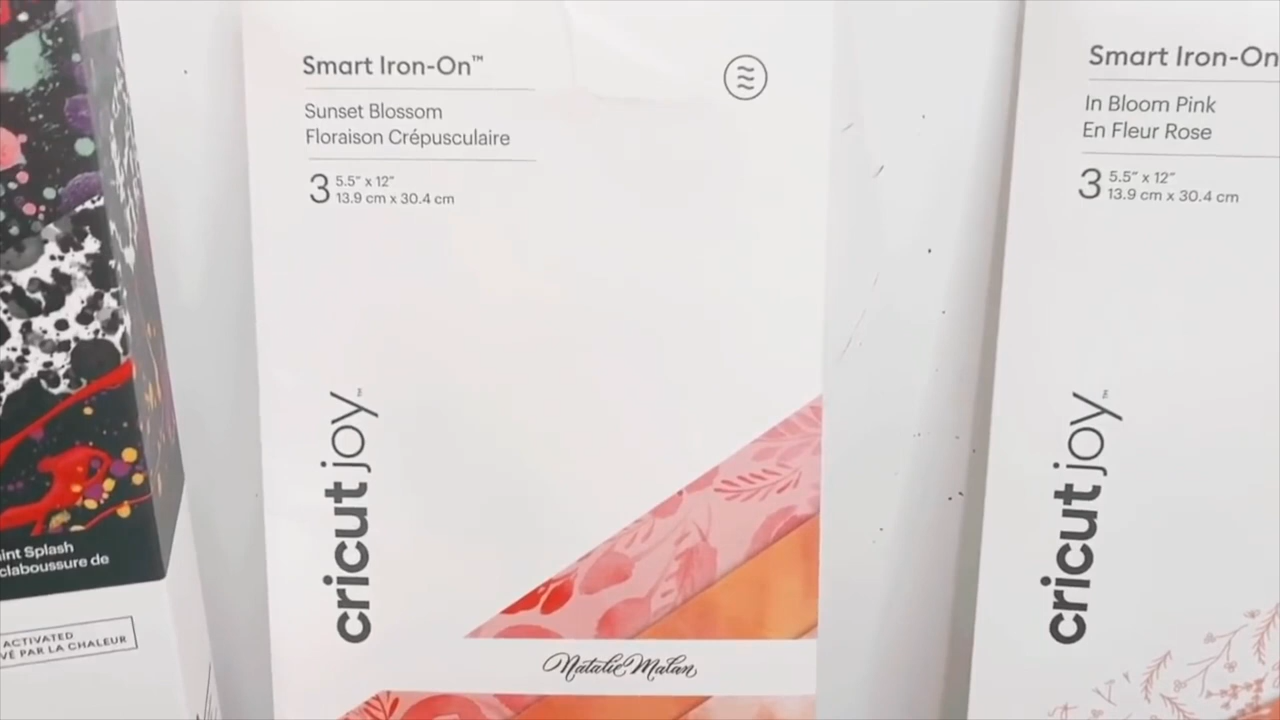 Smart Iron-On™
Sunset Blossom
Floraison Crépusculaire
3 5.5" x 12"
13.9 cm x 30.4 cm
cricut joy™
Natalie Malan
Smart Iron-On
In Bloom Pink
En Fleur Rose
3 5.5" x 12"
13.9 cm x 30.4 cm
cricut joy™
int Splash
claboussure de
ACTIVATED
VÉ PAR LA CHALEUR